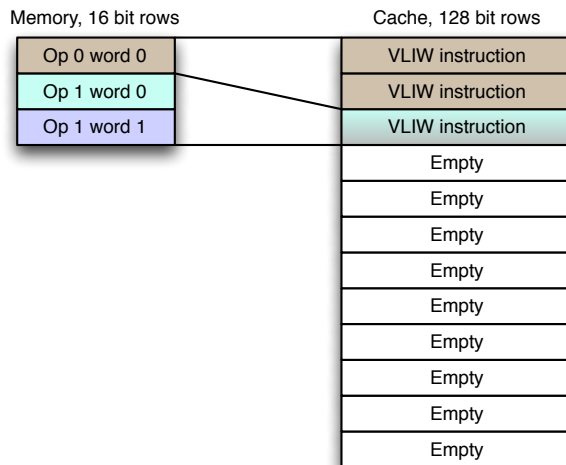 Memory, 16 bit rows
Cache, 128 bit rows
Op 0 word 0
VLIW instruction
Op 1 word 0
VLIW instruction
Op 1 word 1
VLIW instruction
Empty
Empty
Empty
Empty
Empty
Empty
Empty
Empty
Empty